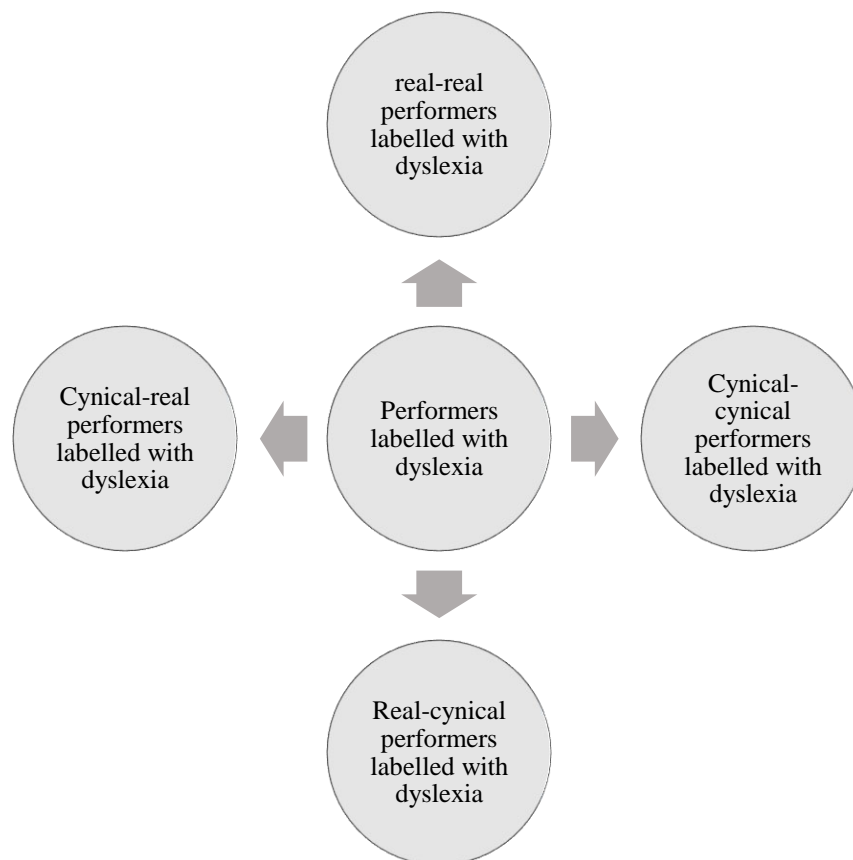 real-real
performers
labelled with
dyslexia
Cynical-real
performers
labelled with
dyslexia
Performers
labelled with
dyslexia
Cynical-
cynical
performers
labelled with
dyslexia
Real-cynical
performers
labelled with
dyslexia